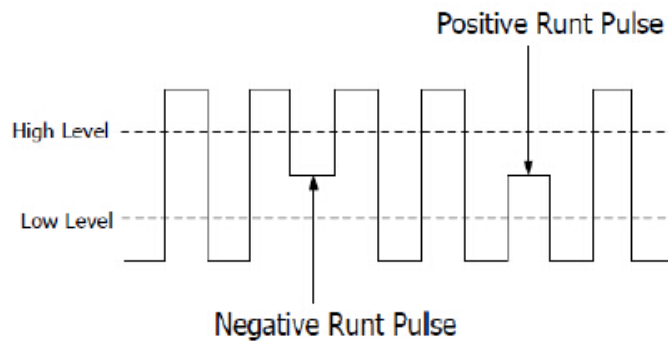 Positive Runt Pulse
High Level
Low Level
Negative Runt Pulse